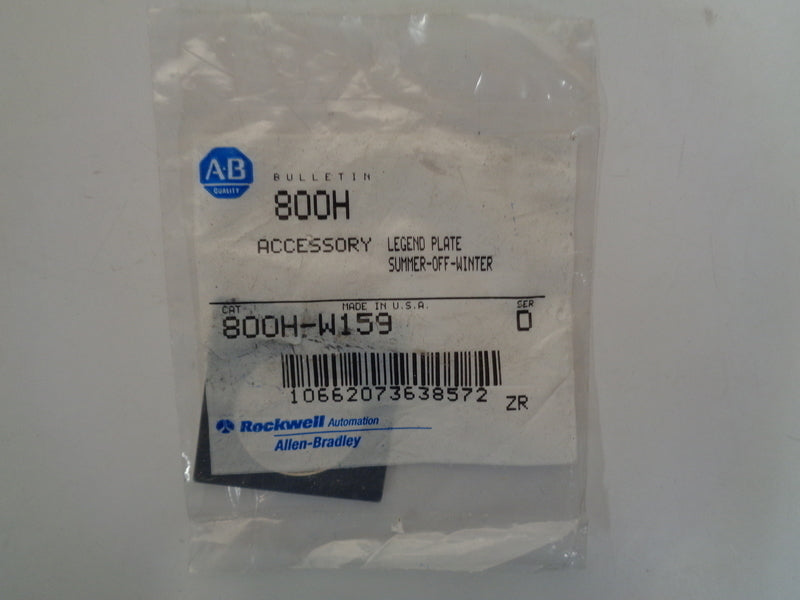 A·B
QUALITY
BULLETIN
800H
ACCESSORY LEGEND PLATE
SUMMER-OFF-WINTER
MADE IN U.S.A.
CAT SER
800H-W159 D
10662073638572 ZR
Rockwell Automation
Allen-Bradley